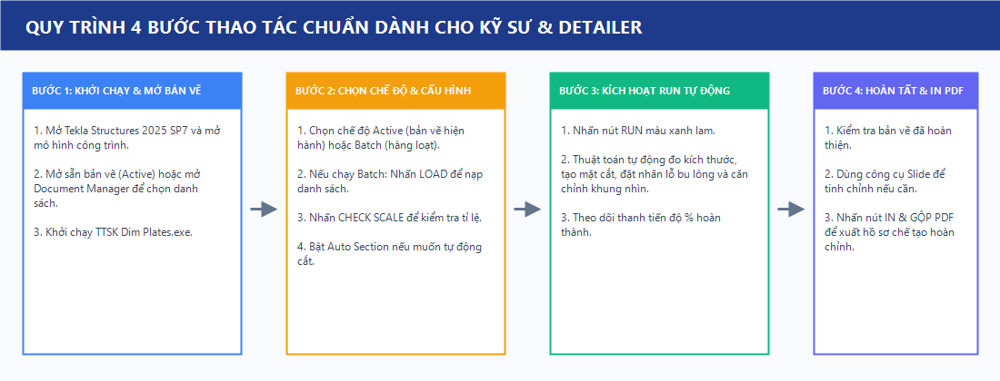 QUY TRÌNH 4 BƯỚC THAO TÁC CHUẨN DÀNH CHO KỸ SƯ & DETAILER
BƯỚC 1: KHỞI CHẠY & MỞ BẢN VẼ
1. Mở Tekla Structures 2025 SP7 và mở
mô hình công trình.
2. Mở sẵn bản vẽ (Active) hoặc mở
Document Manager để chọn danh
sách.
3. Khởi chạy TTSK Dim Plates.exe.
BƯỚC 2: CHỌN CHẾ ĐỘ & CẤU HÌNH
1. Chọn chế độ Active (bản vẽ hiện
hành) hoặc Batch (hàng loạt).
2. Nếu chạy Batch: Nhấn LOAD để nạp
danh sách.
3. Nhấn CHECK SCALE để kiểm tra tỉ lệ.
4. Bật Auto Section nếu muốn tự động
cắt.
BƯỚC 3: KÍCH HOẠT RUN TỰ ĐỘNG
1. Nhấn nút RUN màu xanh lam.
2. Thuật toán tự động đo kích thước,
tạo mặt cắt, đặt nhãn lỗ bu lông và căn
chỉnh khung nhìn.
3. Theo dõi thanh tiến độ % hoàn
thành.
BƯỚC 4: HOÀN TẤT & IN PDF
1. Kiểm tra bản vẽ đã hoàn
thiện.
2. Dùng công cụ Slide để
tinh chỉnh nếu cần.
3. Nhấn nút IN & GỘP PDF
để xuất hồ sơ chế tạo hoàn
chỉnh.